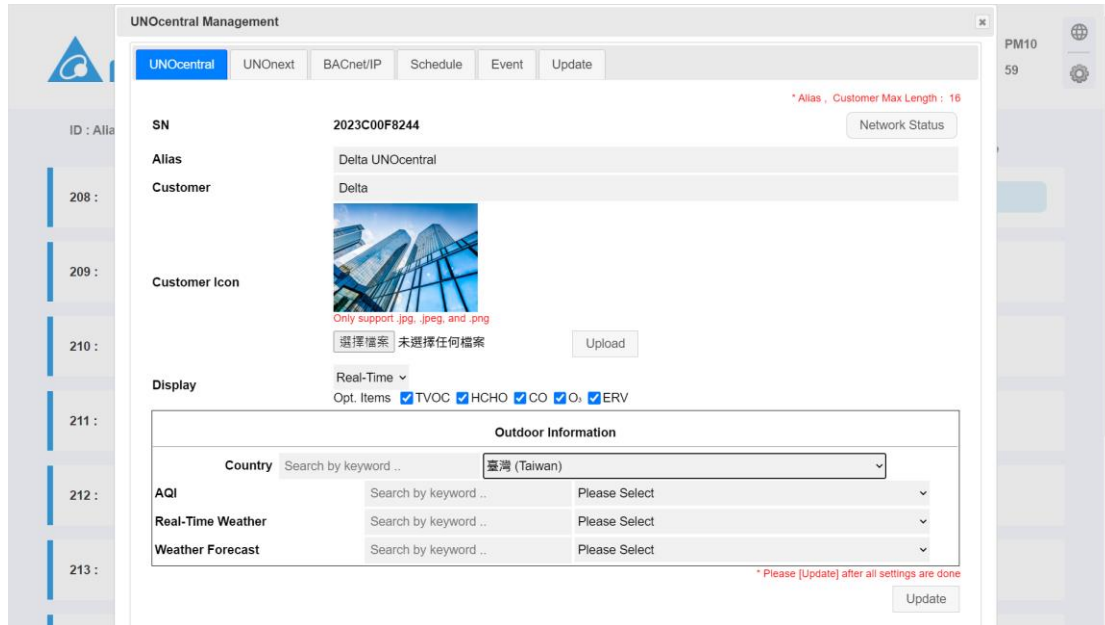 UNOcentral Management
PM10
59
UNOcentral UNOnext BACnet/IP Schedule Event Update
* Alias , Customer Max Length : 16
ID : Alia
SN 2023C00F8244 Network Status
Alias Delta UNOcentral
Customer Delta
208 :
209 :
Customer Icon
Only support .jpg, .jpeg, and .png
選擇檔案 未選擇任何檔案 Upload
210 :
Display Real-Time
Opt. Items TVOC HCHO CO O₃ ERV
211 :
Outdoor Information
Country Search by keyword .. 臺灣 (Taiwan)
212 :
AQI Search by keyword .. Please Select
Real-Time Weather Search by keyword .. Please Select
Weather Forecast Search by keyword .. Please Select
213 :
* Please [Update] after all settings are done
Update